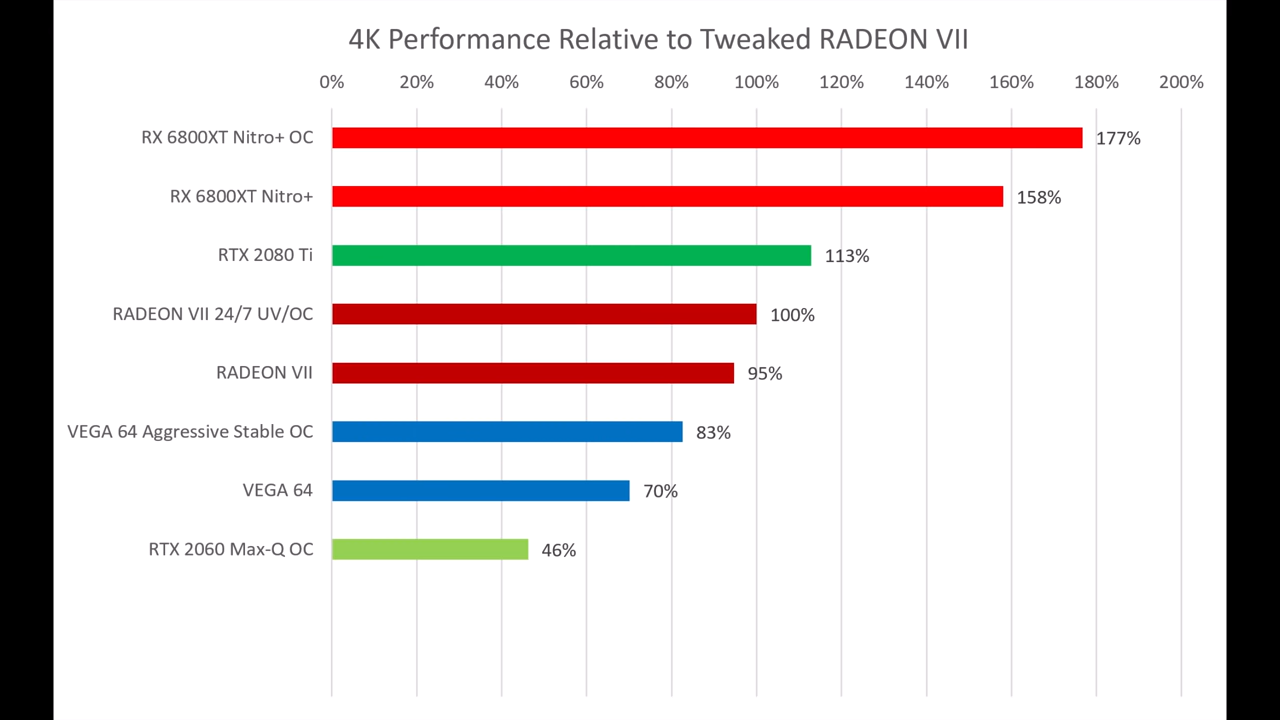 4K Performance Relative to Tweaked RADEON VII
0% 20% 40% 60% 80% 100% 120% 140% 160% 180% 200%
RX 6800XT Nitro+ OC 177%
RX 6800XT Nitro+ 158%
RTX 2080 Ti 113%
RADEON VII 24/7 UV/OC 100%
RADEON VII 95%
VEGA 64 Aggressive Stable OC 83%
VEGA 64 70%
RTX 2060 Max-Q OC 46%